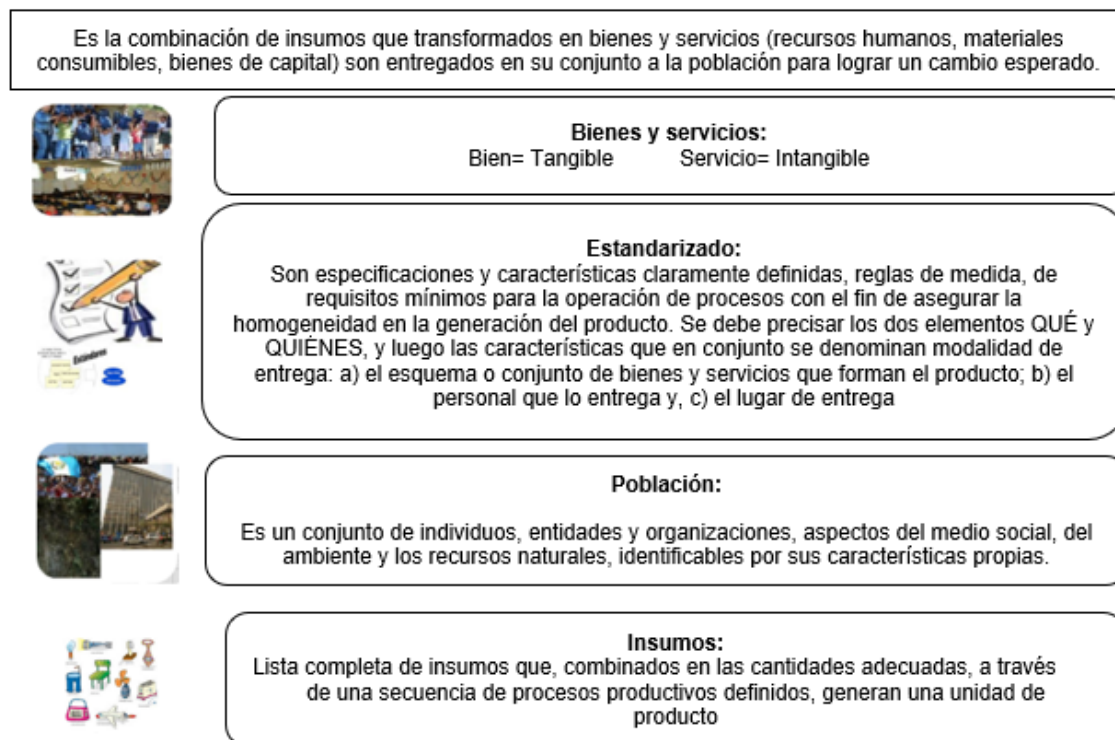 Es la combinación de insumos que transformados en bienes y servicios (recursos humanos, materiales
consumibles, bienes de capital) son entregados en su conjunto a la población para lograr un cambio esperado.
Bienes y servicios:
Bien= Tangible Servicio= Intangible
Estandarizado:
Son especificaciones y características claramente definidas, reglas de medida, de
requisitos mínimos para la operación de procesos con el fin de asegurar la
homogeneidad en la generación del producto. Se debe precisar los dos elementos QUÉ y
QUIÉNES, y luego las características que en conjunto se denominan modalidad de
entrega: a) el esquema o conjunto de bienes y servicios que forman el producto; b) el
personal que lo entrega y, c) el lugar de entrega
Estándares
Población:
Es un conjunto de individuos, entidades y organizaciones, aspectos del medio social, del
ambiente y los recursos naturales, identificables por sus características propias.
Insumos:
Lista completa de insumos que, combinados en las cantidades adecuadas, a través
de una secuencia de procesos productivos definidos, generan una unidad de
producto